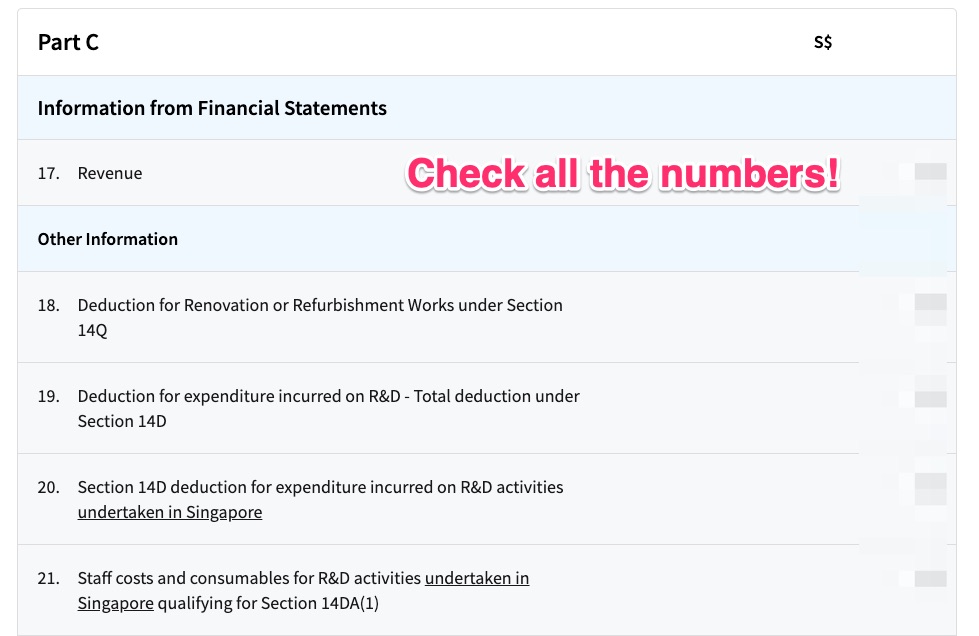 Part C S$
Information from Financial Statements
17. Revenue Check all the numbers!
Other Information
18. Deduction for Renovation or Refurbishment Works under Section
14Q
19. Deduction for expenditure incurred on R&D - Total deduction under
Section 14D
20. Section 14D deduction for expenditure incurred on R&D activities
undertaken in Singapore
21. Staff costs and consumables for R&D activities undertaken in
Singapore qualifying for Section 14DA(1)